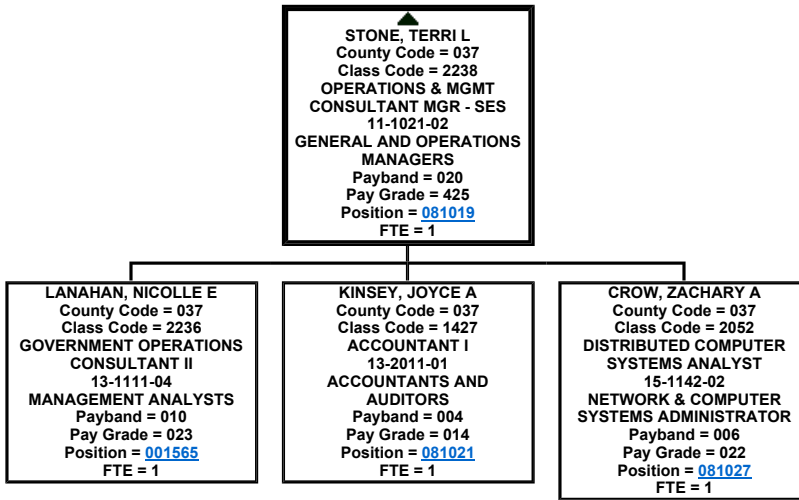 STONE, TERRI L
County Code = 037
Class Code = 2238
OPERATIONS & MGMT
CONSULTANT MGR - SES
11-1021-02
GENERAL AND OPERATIONS
MANAGERS
Payband = 020
Pay Grade = 425
Position = 081019
FTE = 1
LANAHAN, NICOLLE E
County Code = 037
Class Code = 2236
GOVERNMENT OPERATIONS
CONSULTANT II
13-1111-04
MANAGEMENT ANALYSTS
Payband = 010
Pay Grade = 023
Position = 001565
FTE = 1
KINSEY, JOYCE A
County Code = 037
Class Code = 1427
ACCOUNTANT I
13-2011-01
ACCOUNTANTS AND
AUDITORS
Payband = 004
Pay Grade = 014
Position = 081021
FTE = 1
CROW, ZACHARY A
County Code = 037
Class Code = 2052
DISTRIBUTED COMPUTER
SYSTEMS ANALYST
15-1142-02
NETWORK & COMPUTER
SYSTEMS ADMINISTRATOR
Payband = 006
Pay Grade = 022
Position = 081027
FTE = 1